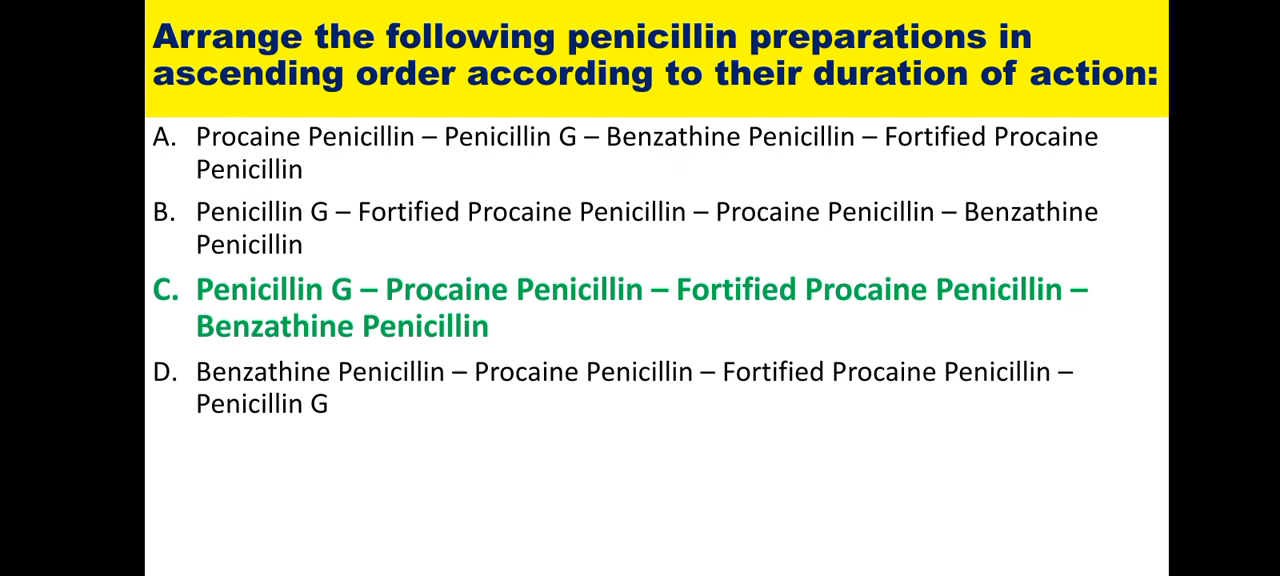 Arrange the following penicillin preparations in
ascending order according to their duration of action:
A. Procaine Penicillin – Penicillin G – Benzathine Penicillin – Fortified Procaine
Penicillin
B. Penicillin G – Fortified Procaine Penicillin – Procaine Penicillin – Benzathine
Penicillin
C. Penicillin G – Procaine Penicillin – Fortified Procaine Penicillin –
Benzathine Penicillin
D. Benzathine Penicillin – Procaine Penicillin – Fortified Procaine Penicillin –
Penicillin G